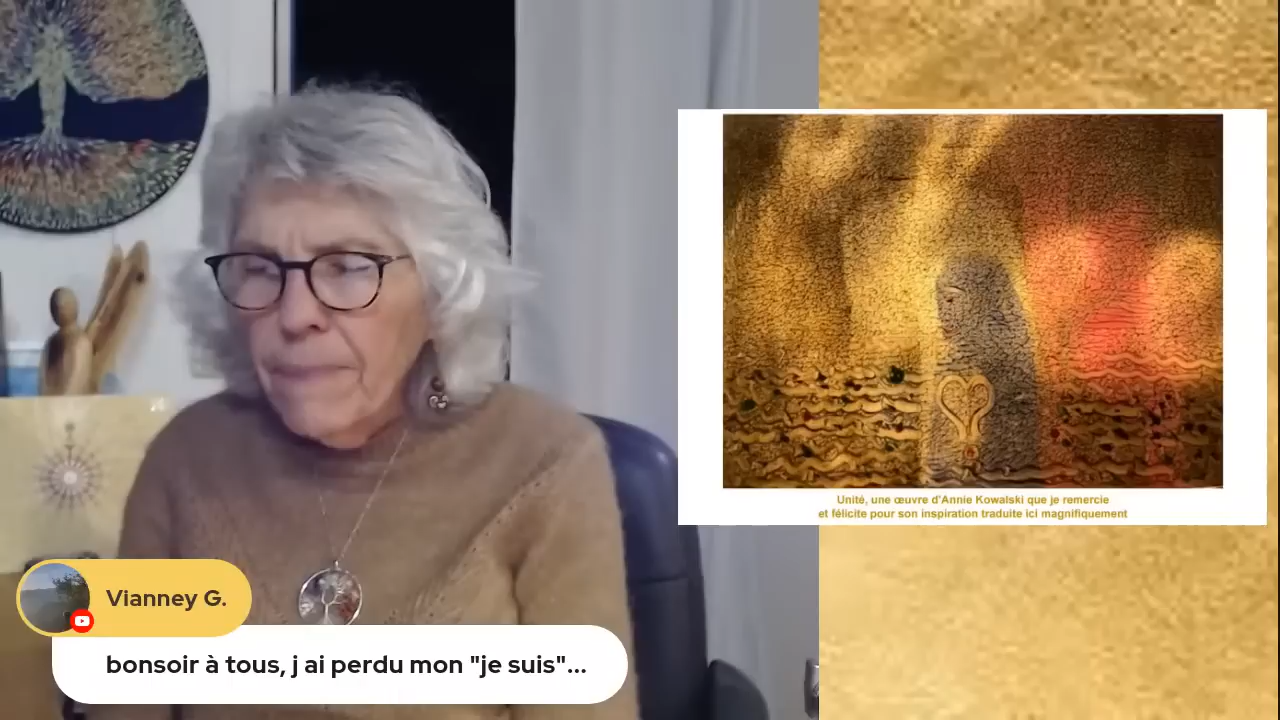 Unité, une œuvre d'Annie Kowalski que je remercie
et félicite pour son inspiration traduite ici magnifiquement
Vianney G.
bonsoir à tous, j ai perdu mon "je suis"...